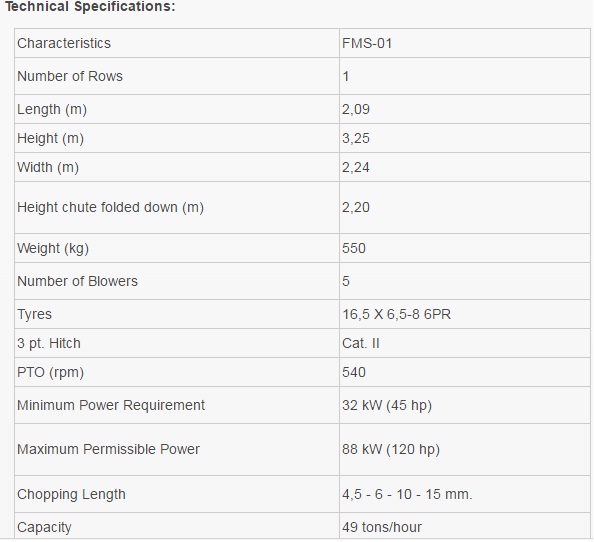 Technical Specifications:
Characteristics FMS-01
Number of Rows 1
Length (m) 2,09
Height (m) 3,25
Width (m) 2,24
Height chute folded down (m) 2,20
Weight (kg) 550
Number of Blowers 5
Tyres 16,5 X 6,5-8 6PR
3 pt. Hitch Cat. II
PTO (rpm) 540
Minimum Power Requirement 32 kW (45 hp)
Maximum Permissible Power 88 kW (120 hp)
Chopping Length 4,5 - 6 - 10 - 15 mm.
Capacity 49 tons/hour